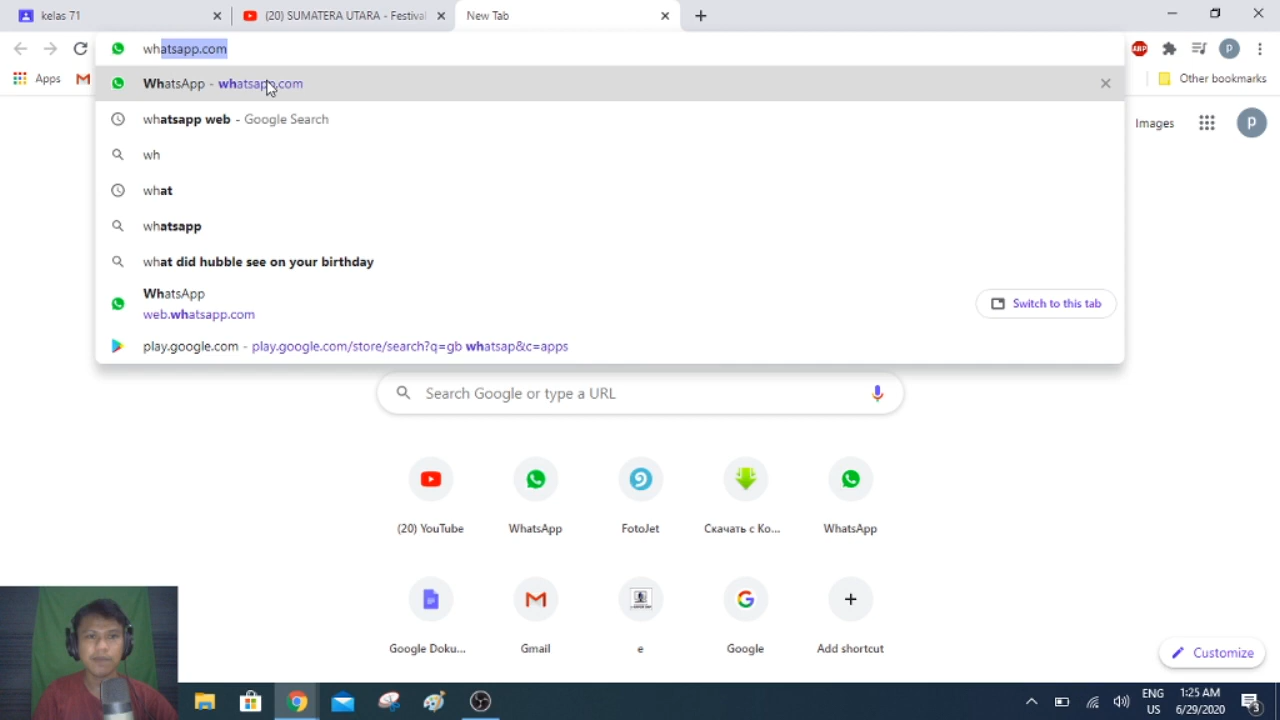 kelas 71
(20) SUMATERA UTARA - Festival
New Tab
whatsapp.com
ABP
p
Apps
Other bookmarks
WhatsApp - whatsapp.com
whatsapp web - Google Search
Images
p
wh
what
whatsapp
what did hubble see on your birthday
WhatsApp
web.whatsapp.com
Switch to this tab
play.google.com - play.google.com/store/search?q=gb whatsap&c=apps
Search Google or type a URL
(20) YouTube
WhatsApp
FotoJet
Скачать с Ко...
WhatsApp
Google Doku...
Gmail
e
Google
Add shortcut
Customize
ENG
US
1:25 AM
6/29/2020
3